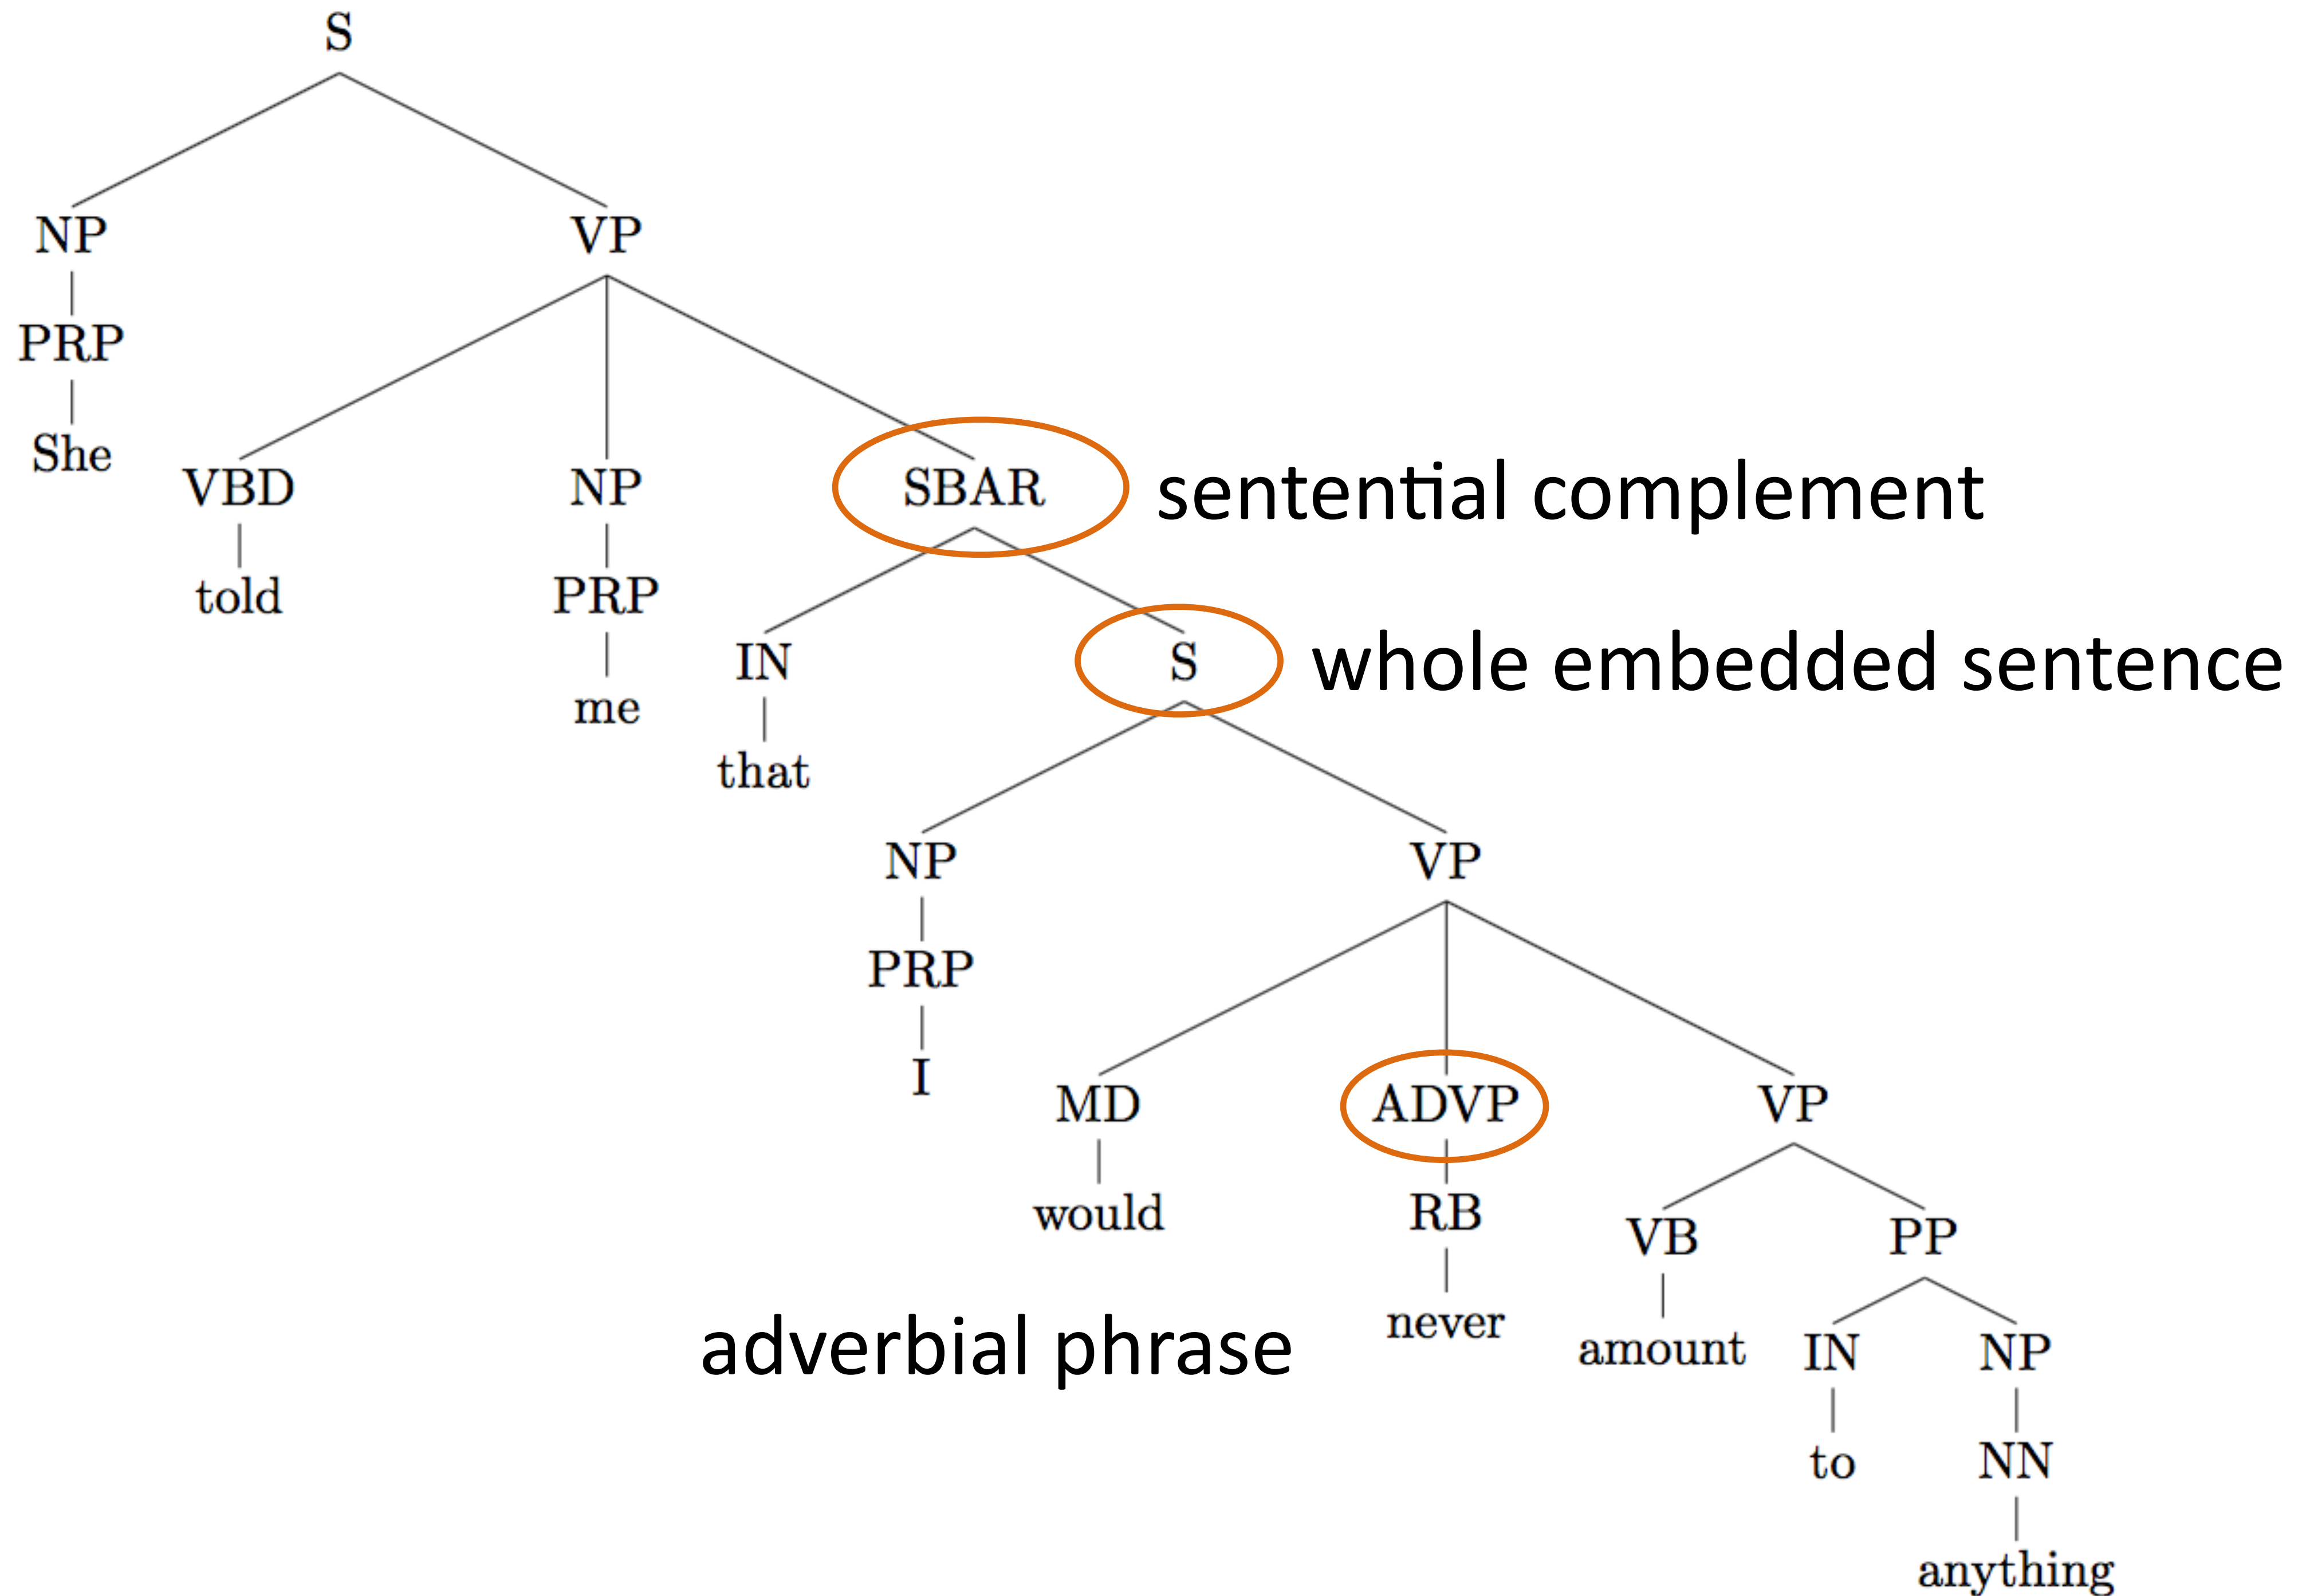 S
NP VP
PRP
She
VBD NP SBAR sentential complement
told PRP
IN S whole embedded sentence
me
that
NP VP
PRP
I
MD ADVP VP
would RB
VB PP
never
adverbial phrase
amount IN NP
to NN
anything